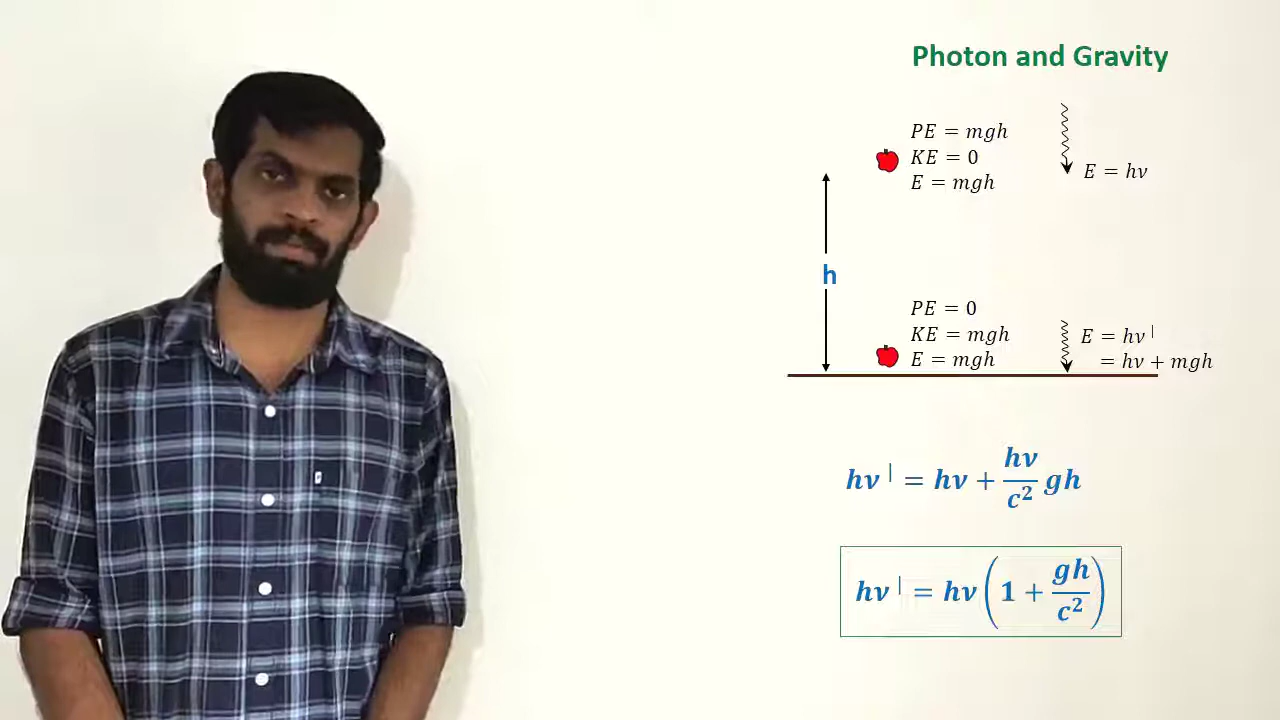 Photon and Gravity
PE = mgh
KE = 0
E = mgh
E = hν
h
PE = 0
KE = mgh
E = mgh
E = hν ′
= hν + mgh
hν ′ = hν + hν/c² gh
hν ′ = hν (1 + gh/c²)